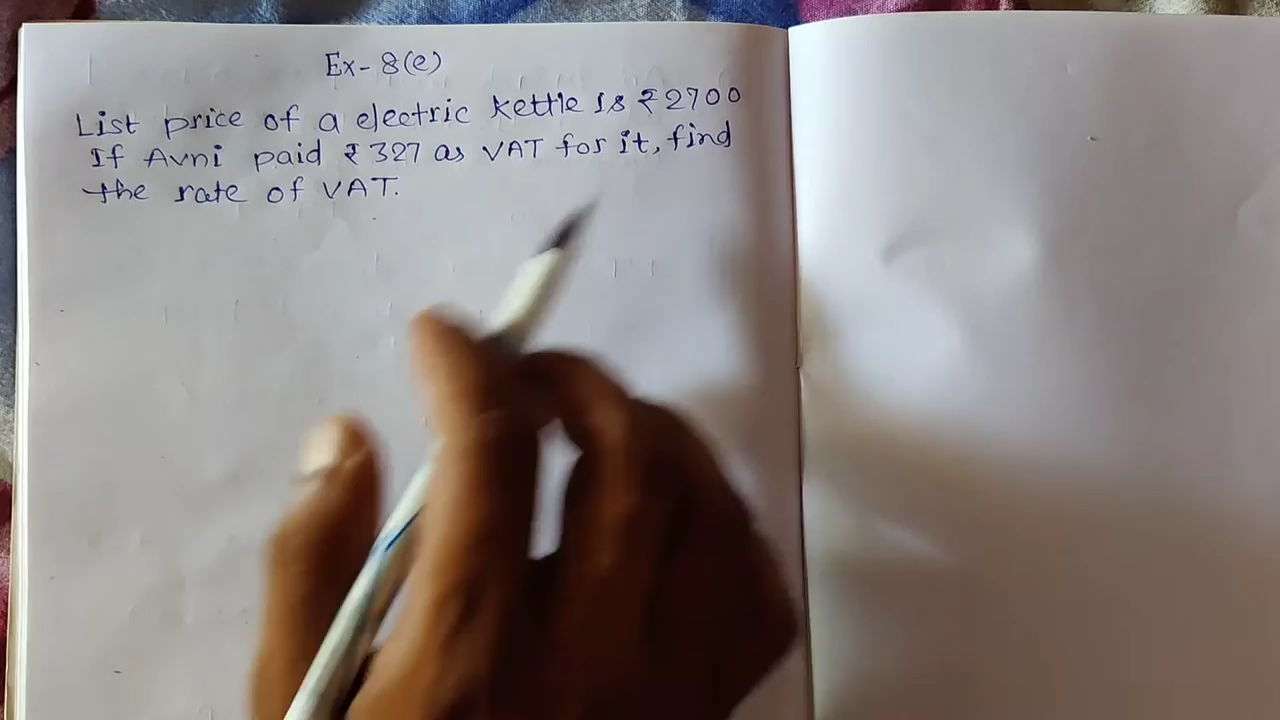 Ex- 8(e)
List price of a electric kettle is ₹2700
If Avni paid ₹327 as VAT for it, find
the rate of VAT.